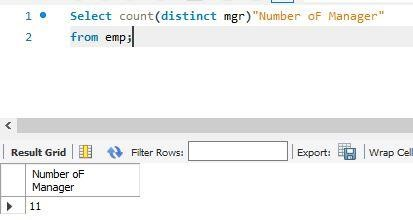 1 Select count(distinct mgr)"Number oF Manager"
2 from emp;
Result Grid Filter Rows: Export: Wrap Cell
Number oF
Manager
11